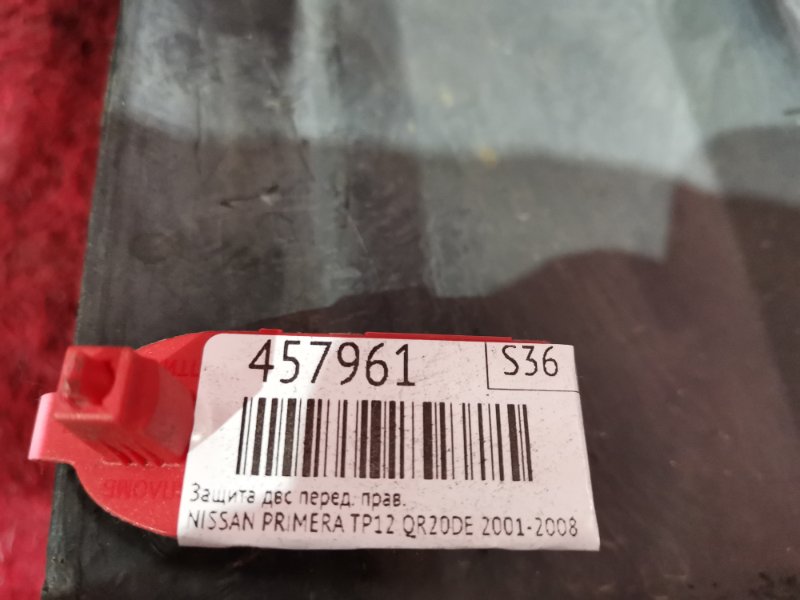 457961 S36
Защита двс перед. прав.
NISSAN PRIMERA TP12 QR20DE 2001-2008